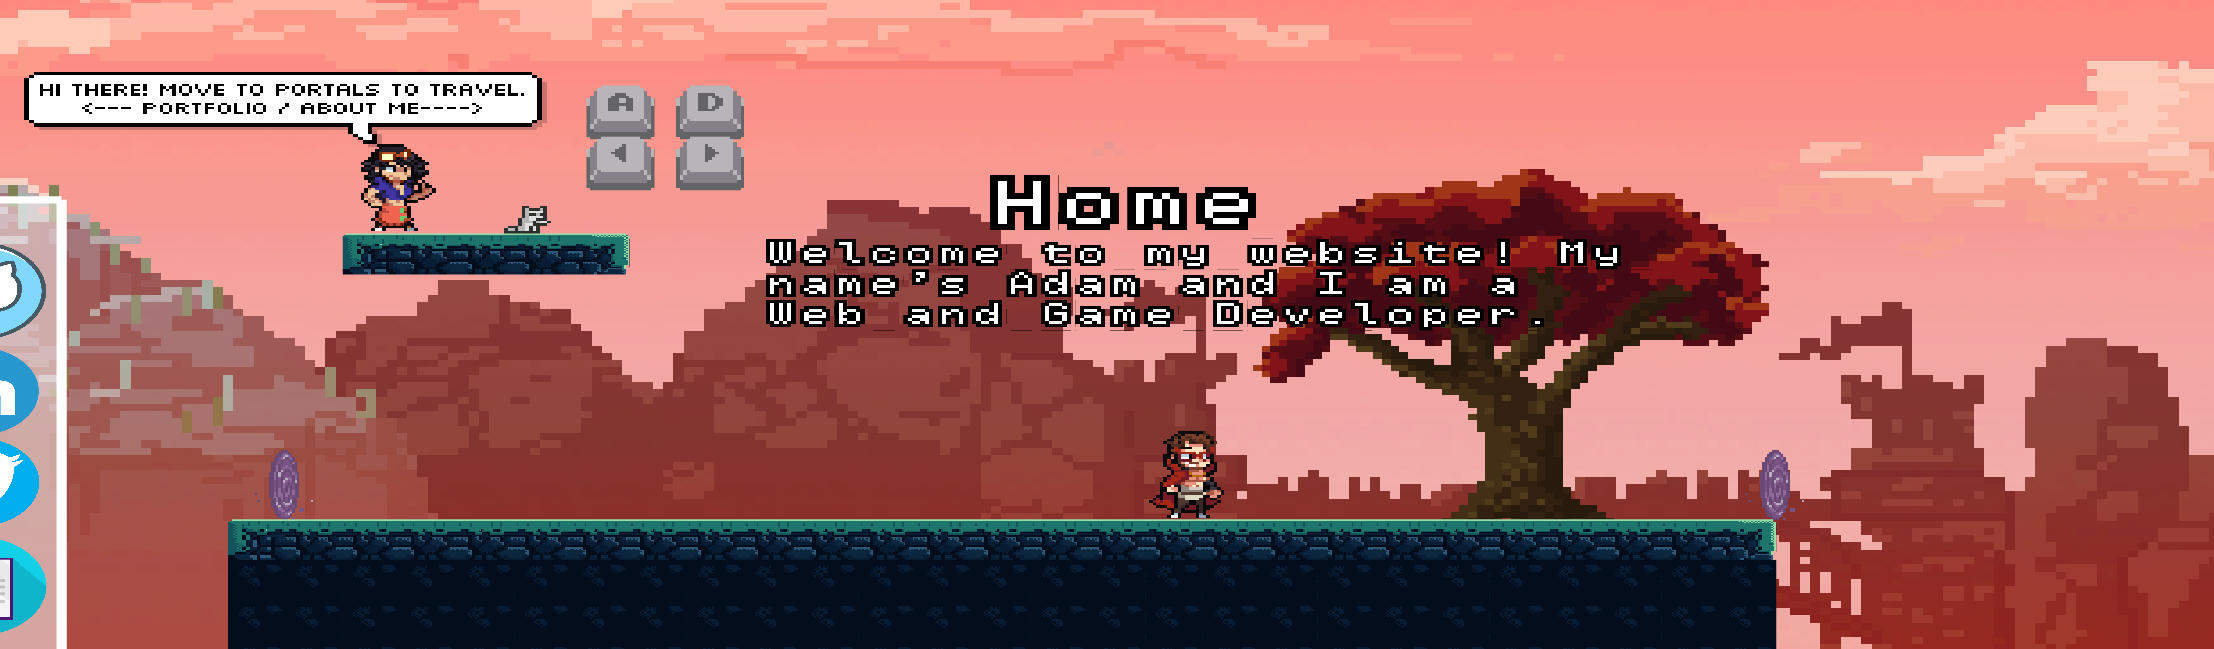 HI THERE! MOVE TO PORTALS TO TRAVEL.
<--- PORTFOLIO / ABOUT ME---->
A D
Home
Welcome to my website! My
name's Adam and I am a
Web and Game Developer.